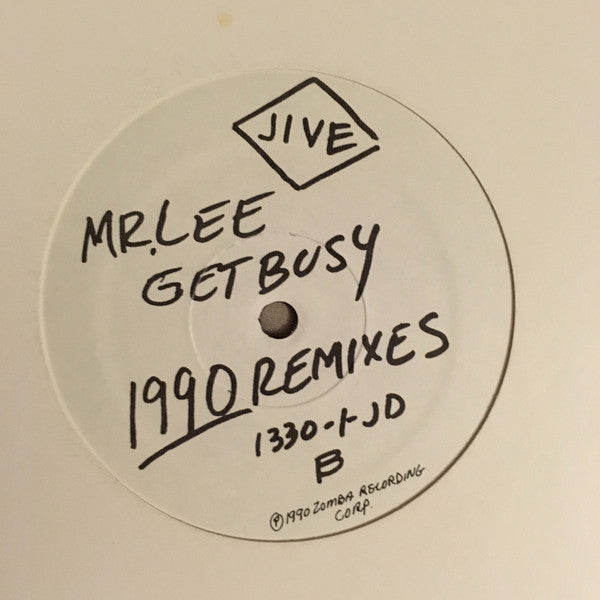 JIVE
MR. LEE
GET BUSY
1990 REMIXES
1330-1-JD
B
℗ 1990 ZOMBA RECORDING
CORP.